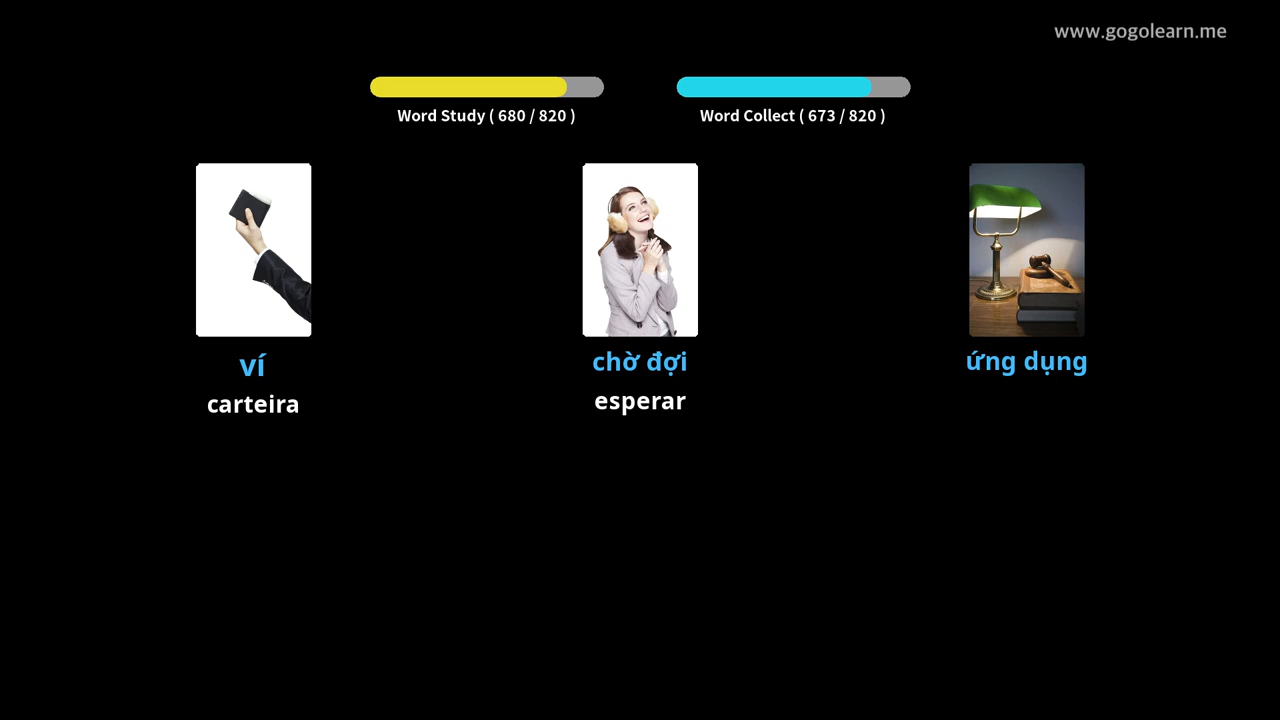 www.gogolearn.me
Word Study ( 680 / 820 )
Word Collect ( 673 / 820 )
ví
carteira
chờ đợi
esperar
ứng dụng